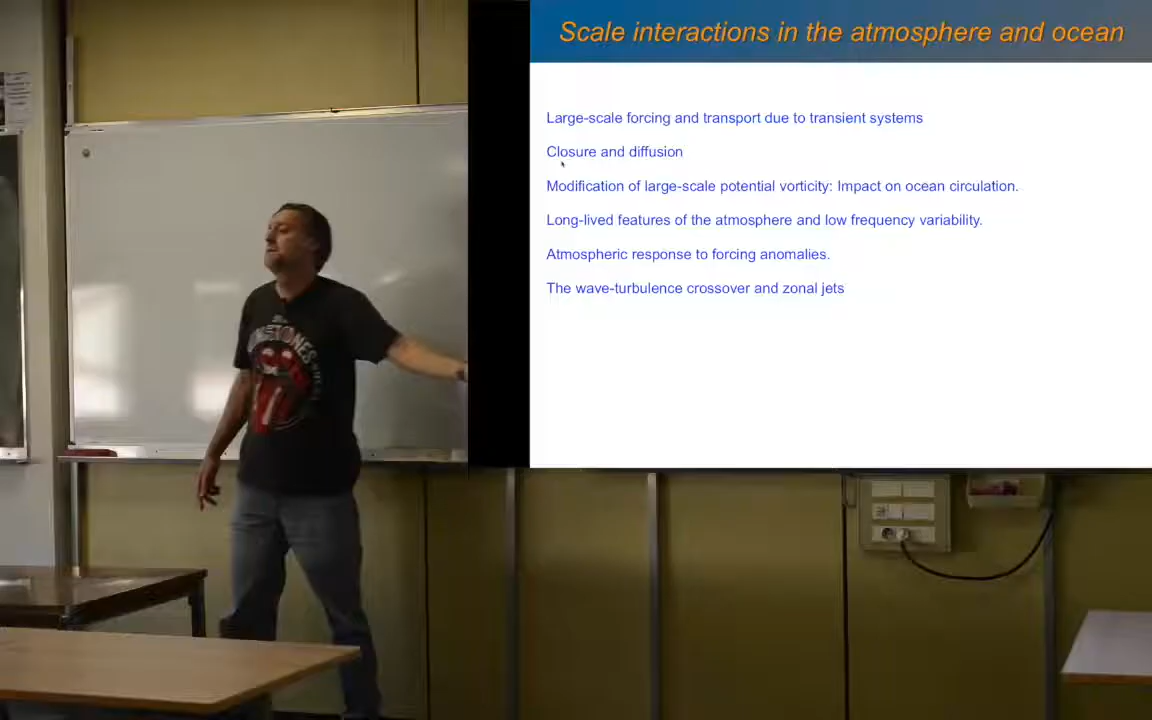 Scale interactions in the atmosphere and ocean
Large-scale forcing and transport due to transient systems
Closure and diffusion
Modification of large-scale potential vorticity: Impact on ocean circulation.
Long-lived features of the atmosphere and low frequency variability.
Atmospheric response to forcing anomalies.
The wave-turbulence crossover and zonal jets